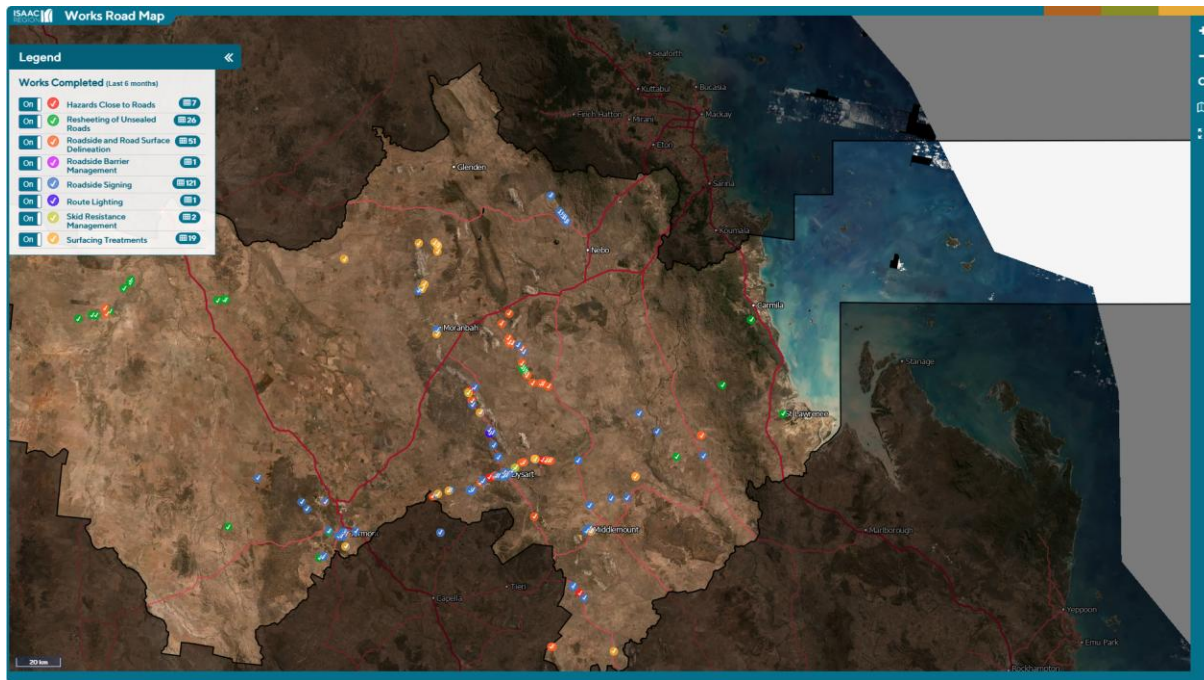 ISAAC
REGION
Works Road Map
Legend
«
Works Completed (Last 6 months)
On Hazards Close to Roads 7
On Resheeting of Unsealed
Roads 26
On Roadside and Road Surface
Delineation 51
On Roadside Barrier
Management 1
On Roadside Signing 121
On Route Lighting 1
On Skid Resistance
Management 2
On Surfacing Treatments 19
Seaforth
Kuttabul
Bucasia
Finch Hatton
Mirani
Mackay
Eton
Glenden
Sarina
Koumala
Nebo
Carmila
Moranbah
Stanage
St Lawrence
Dysart
Middlemount
Marlborough
Tieri
Capella
Yeppoon
Emu Park
Rockhampton
20 km